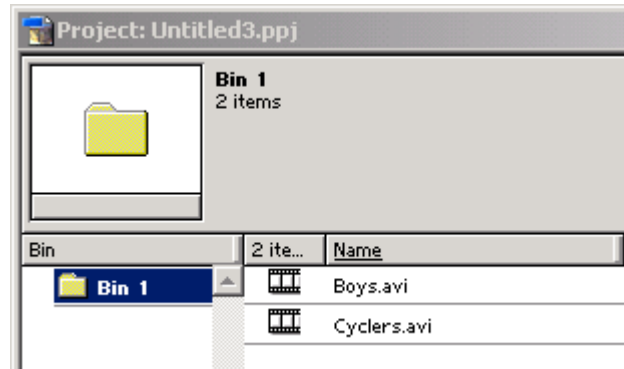 Project: Untitled3.ppj
Bin 1
2 items
Bin 2 ite... Name
Bin 1 Boys.avi
Cyclers.avi